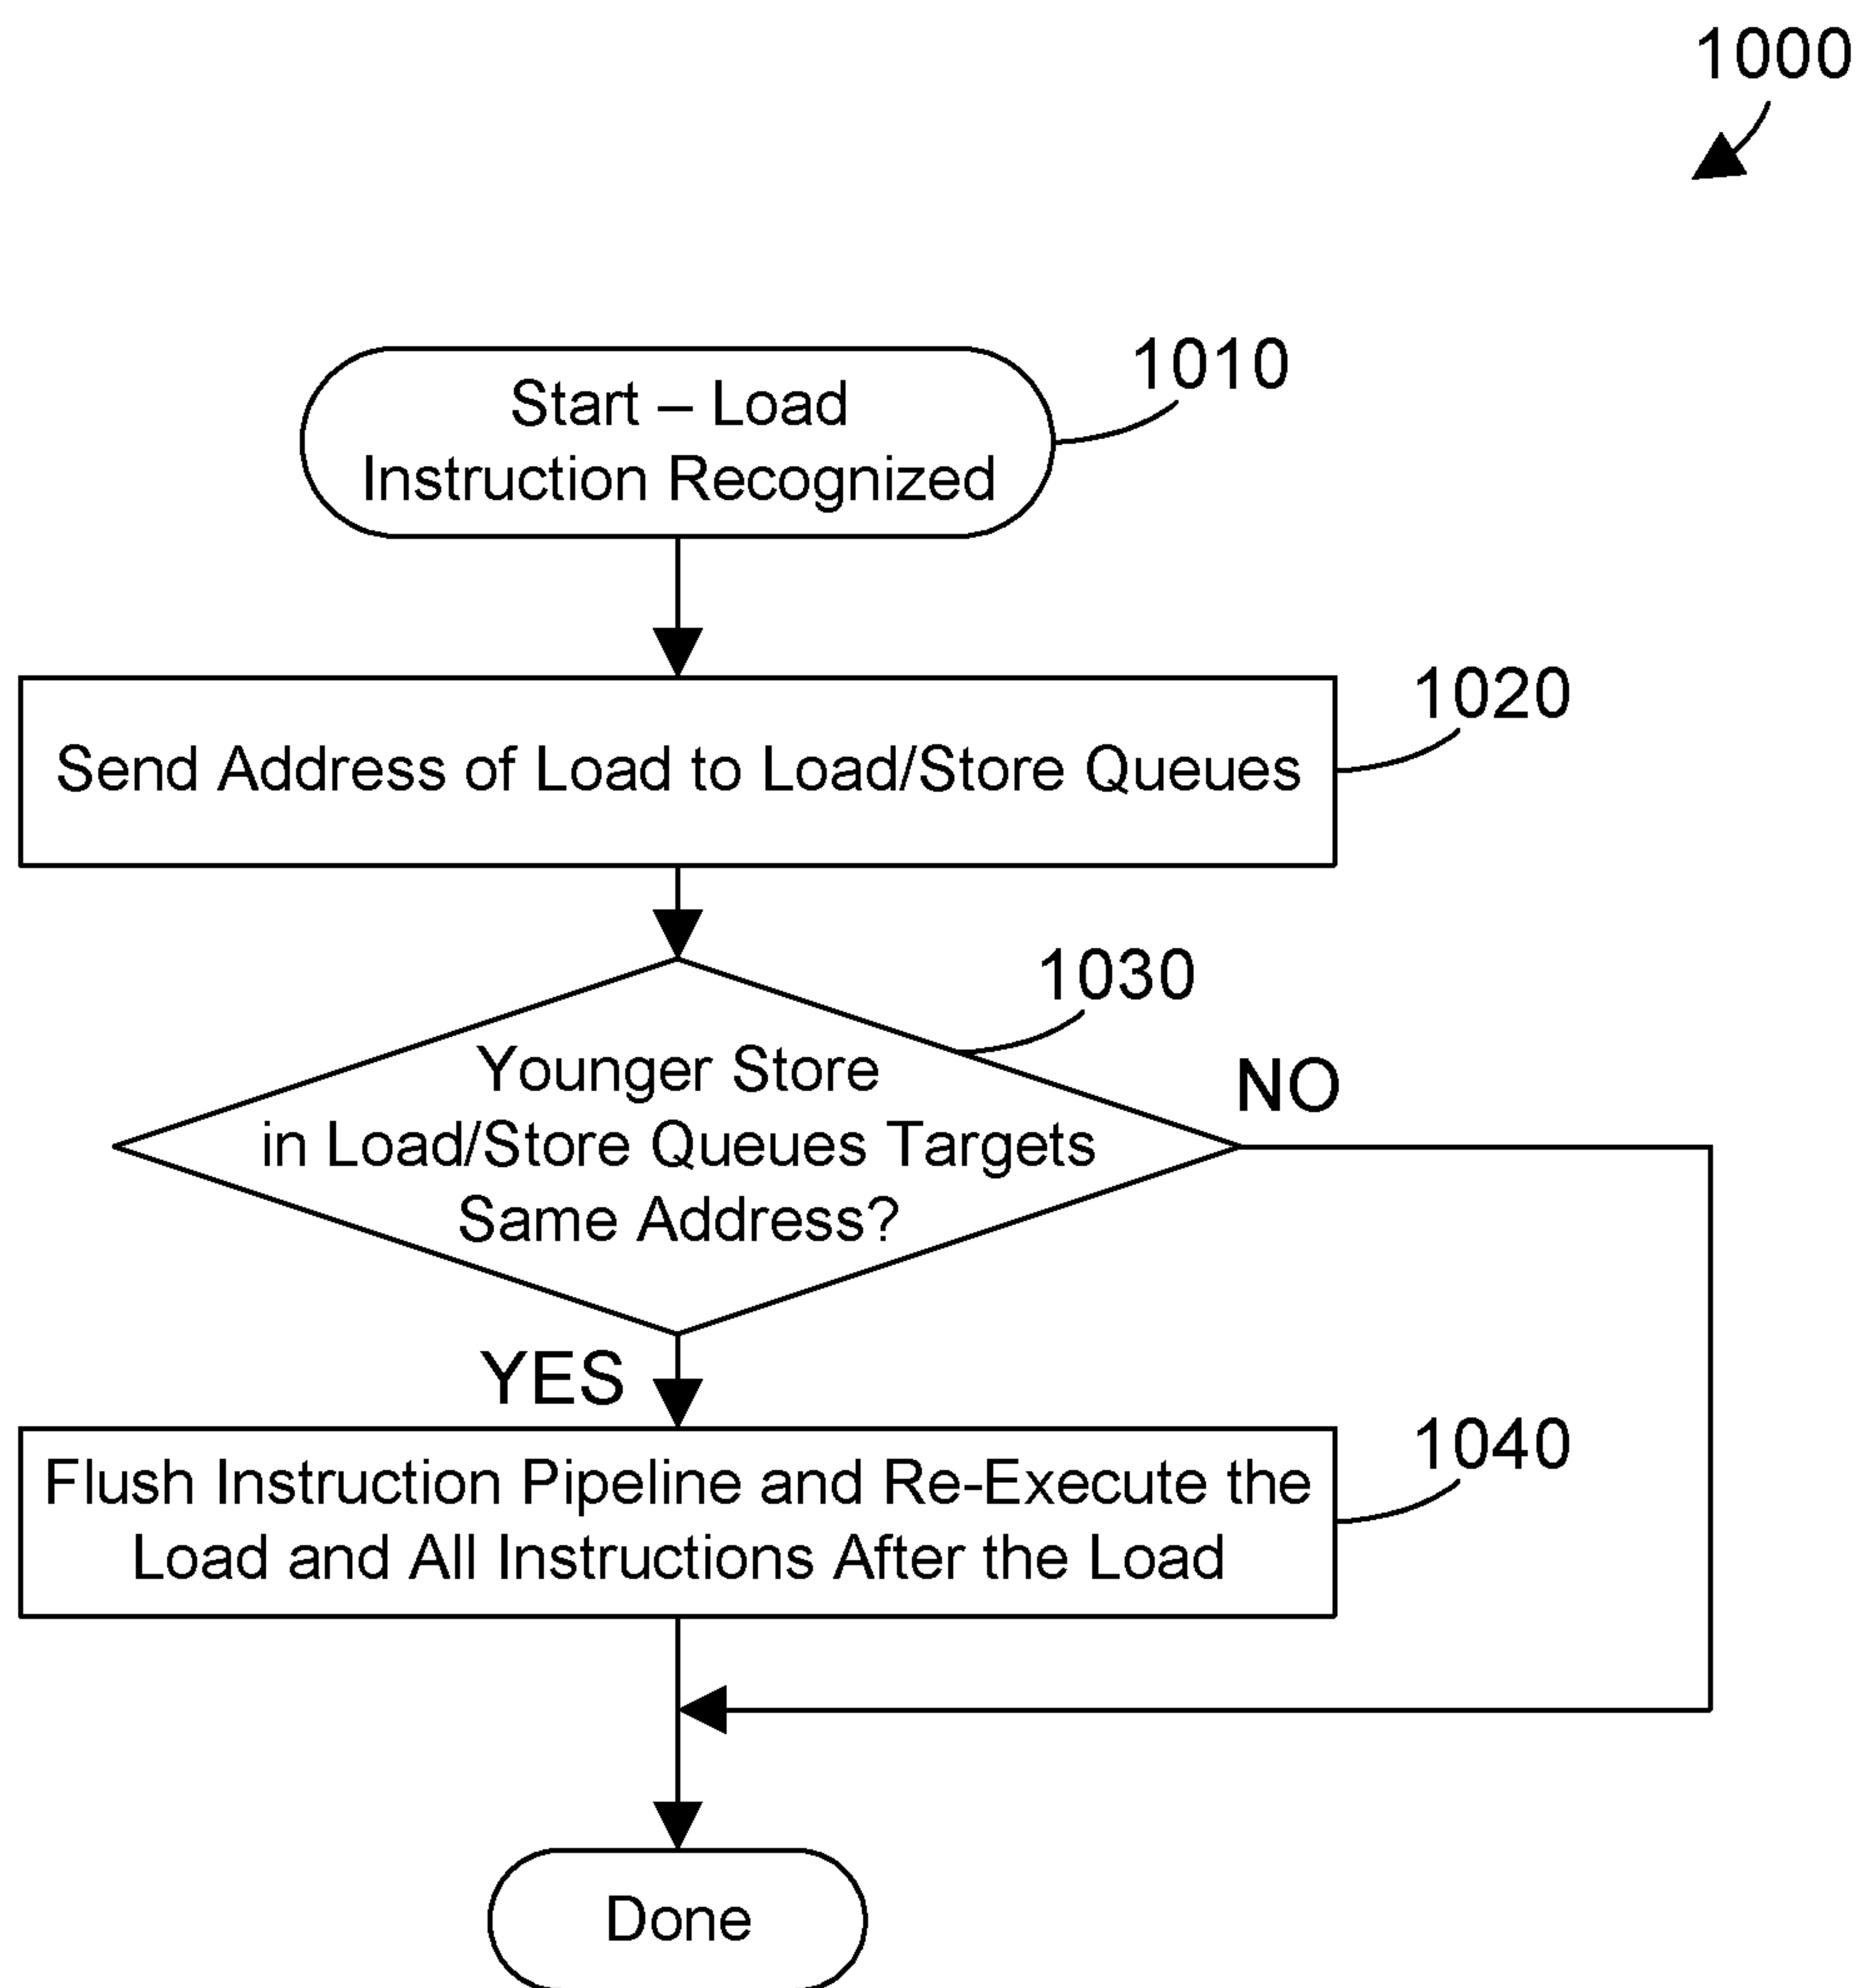 1000
1010
Start – Load
Instruction Recognized
1020
Send Address of Load to Load/Store Queues
1030
Younger Store
in Load/Store Queues Targets
Same Address?
NO
YES
1040
Flush Instruction Pipeline and Re-Execute the
Load and All Instructions After the Load
Done